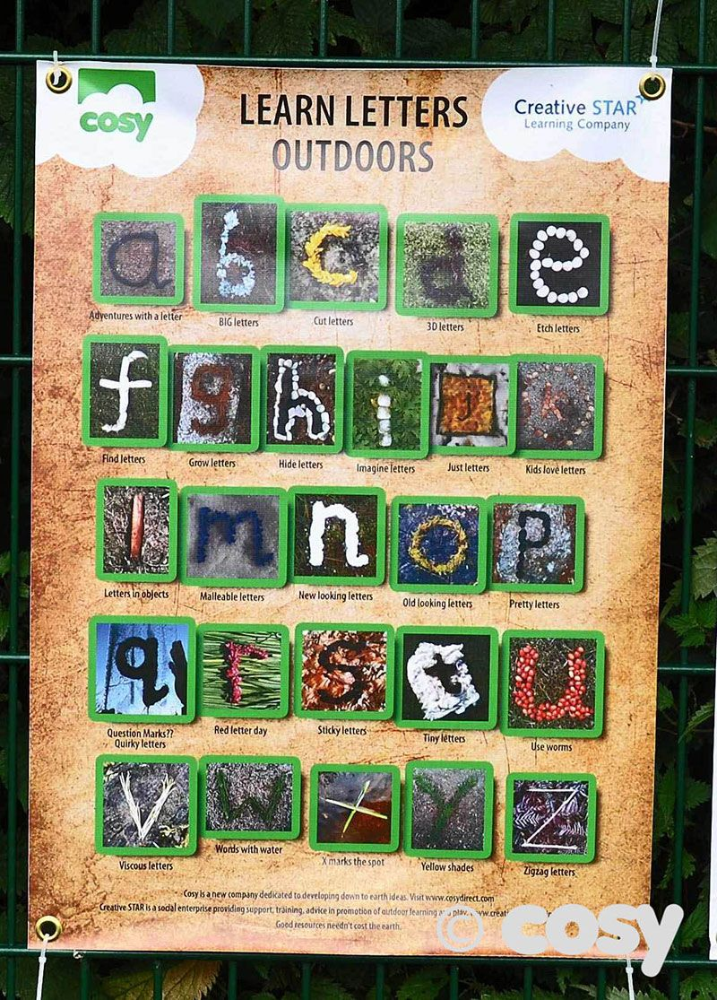 cosy
LEARN LETTERS
OUTDOORS
Creative STAR
Learning Company
a b c d e
Adventures with a letter BIG letters Cut letters 3D letters Etch letters
f g h i J k
Find letters Grow letters Hide letters Imagine letters Just letters Kids love letters
l m n o p
Letters in objects Malleable letters New looking letters Old looking letters Pretty letters
q r s t u
Question Marks?? Red letter day Sticky letters Tiny letters Use worms
Quirky letters
V W X Y Z
Viscous letters Words with water X marks the spot Yellow shades Zigzag letters
Cosy is a new company dedicated to developing down to earth ideas. Visit www.cosydirect.com
Creative STAR is a social enterprise providing support, training, advice in promotion of outdoor learning and play.
Good resources needn't cost the earth.
© cosy